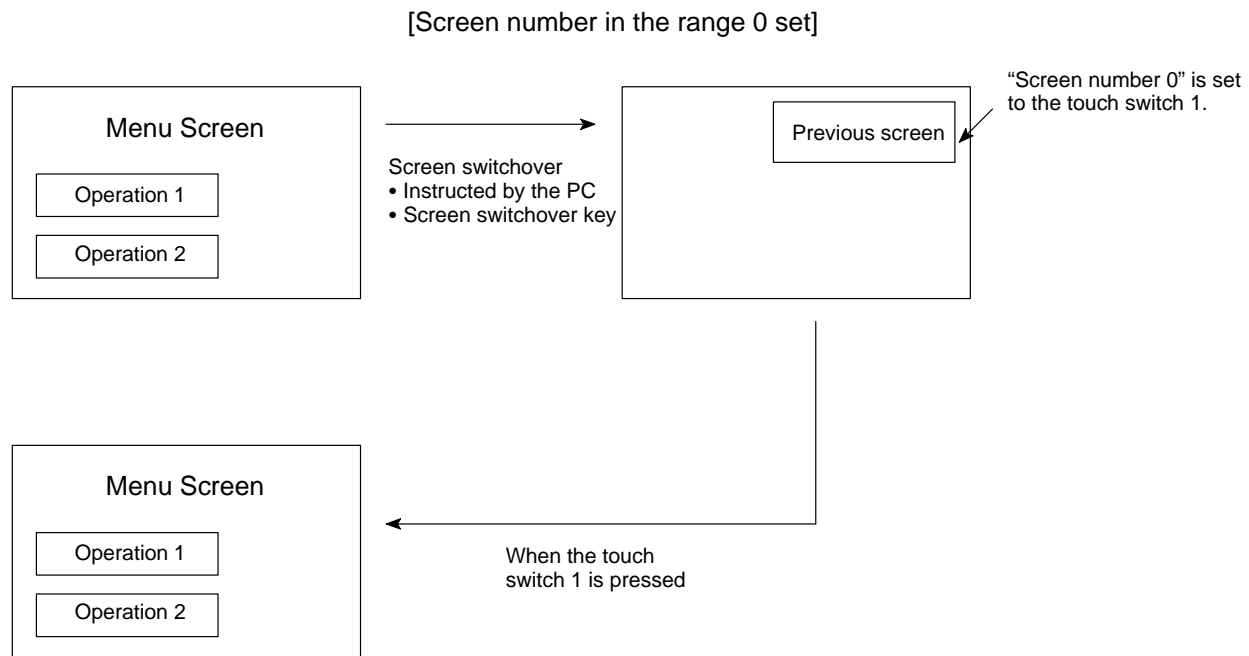 [Screen number in the range 0 set]
Menu Screen
Operation 1
Operation 2
Screen switchover
• Instructed by the PC
• Screen switchover key
Previous screen
“Screen number 0” is set
to the touch switch 1.
Menu Screen
Operation 1
Operation 2
When the touch
switch 1 is pressed